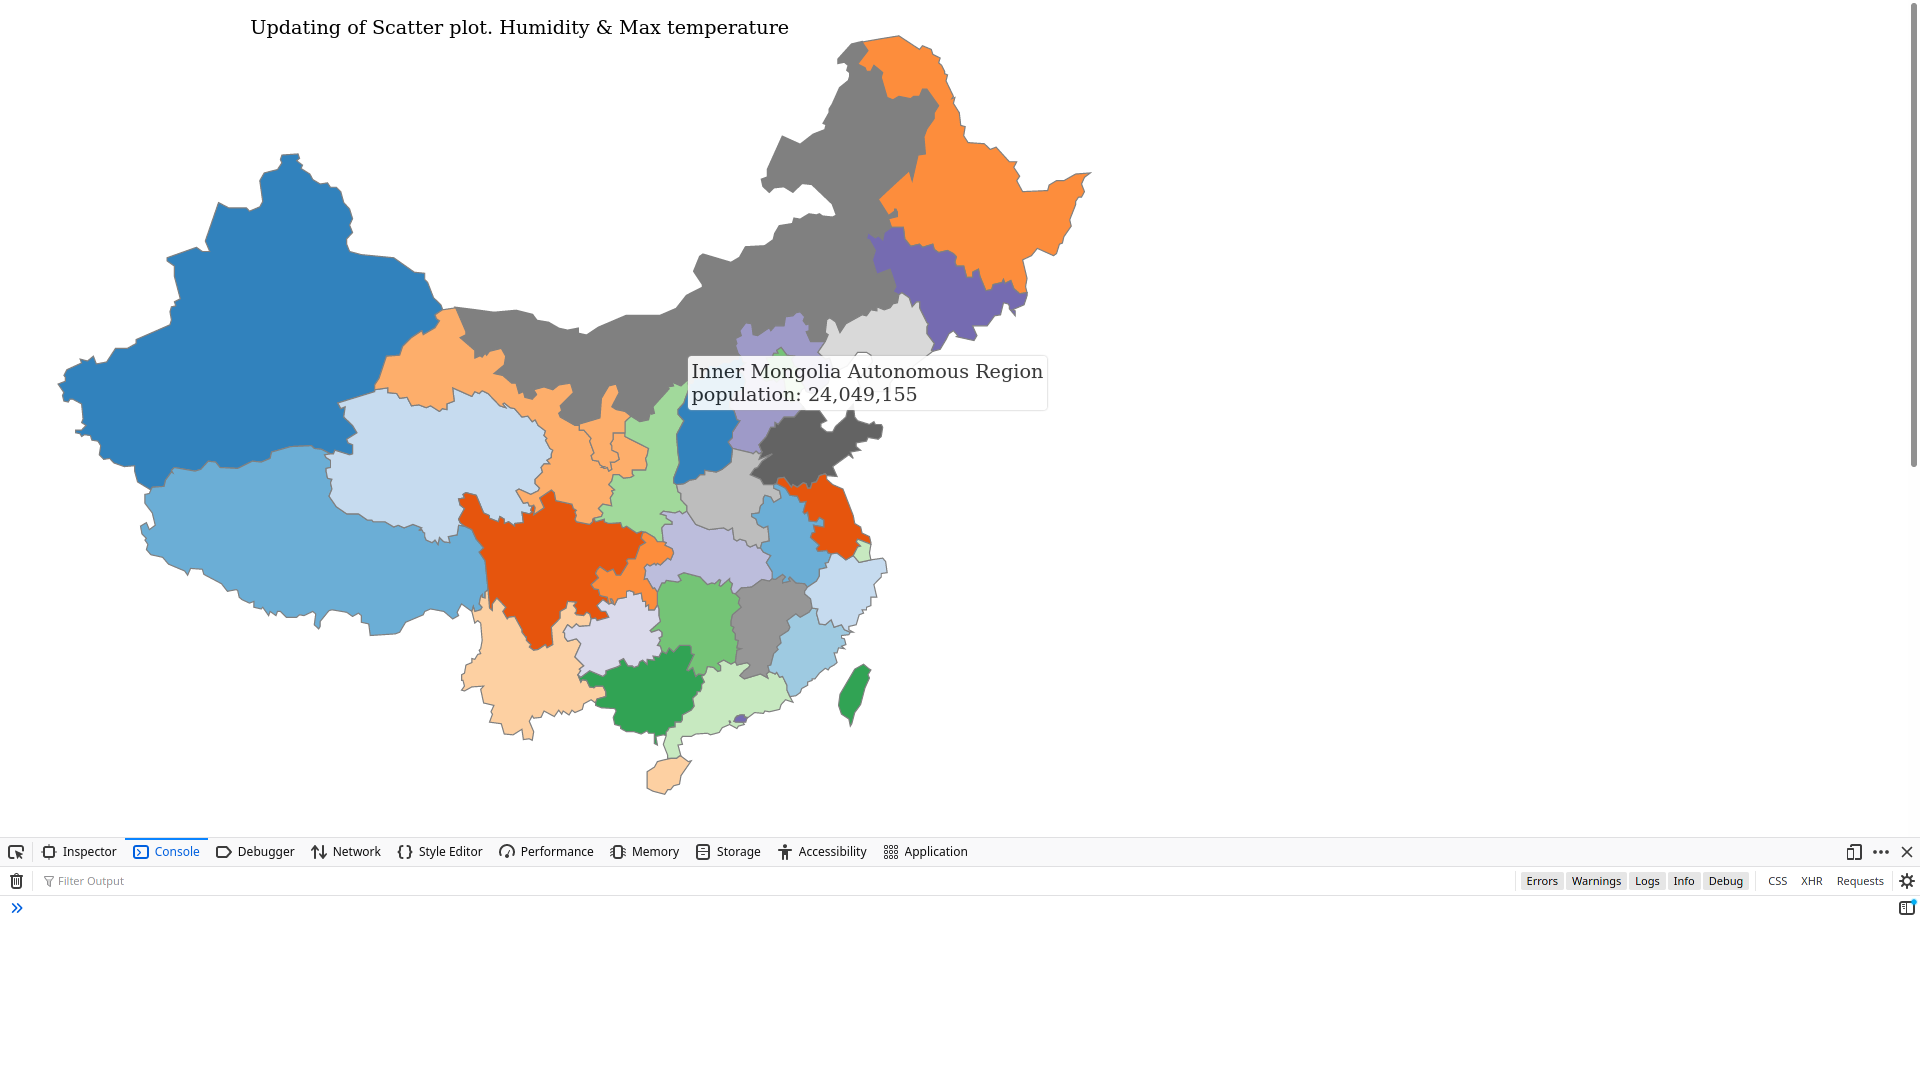 Updating of Scatter plot. Humidity & Max temperature
Inner Mongolia Autonomous Region
population: 24,049,155
Inspector Console Debugger Network Style Editor Performance Memory Storage Accessibility Application
Filter Output Errors Warnings Logs Info Debug CSS XHR Requests